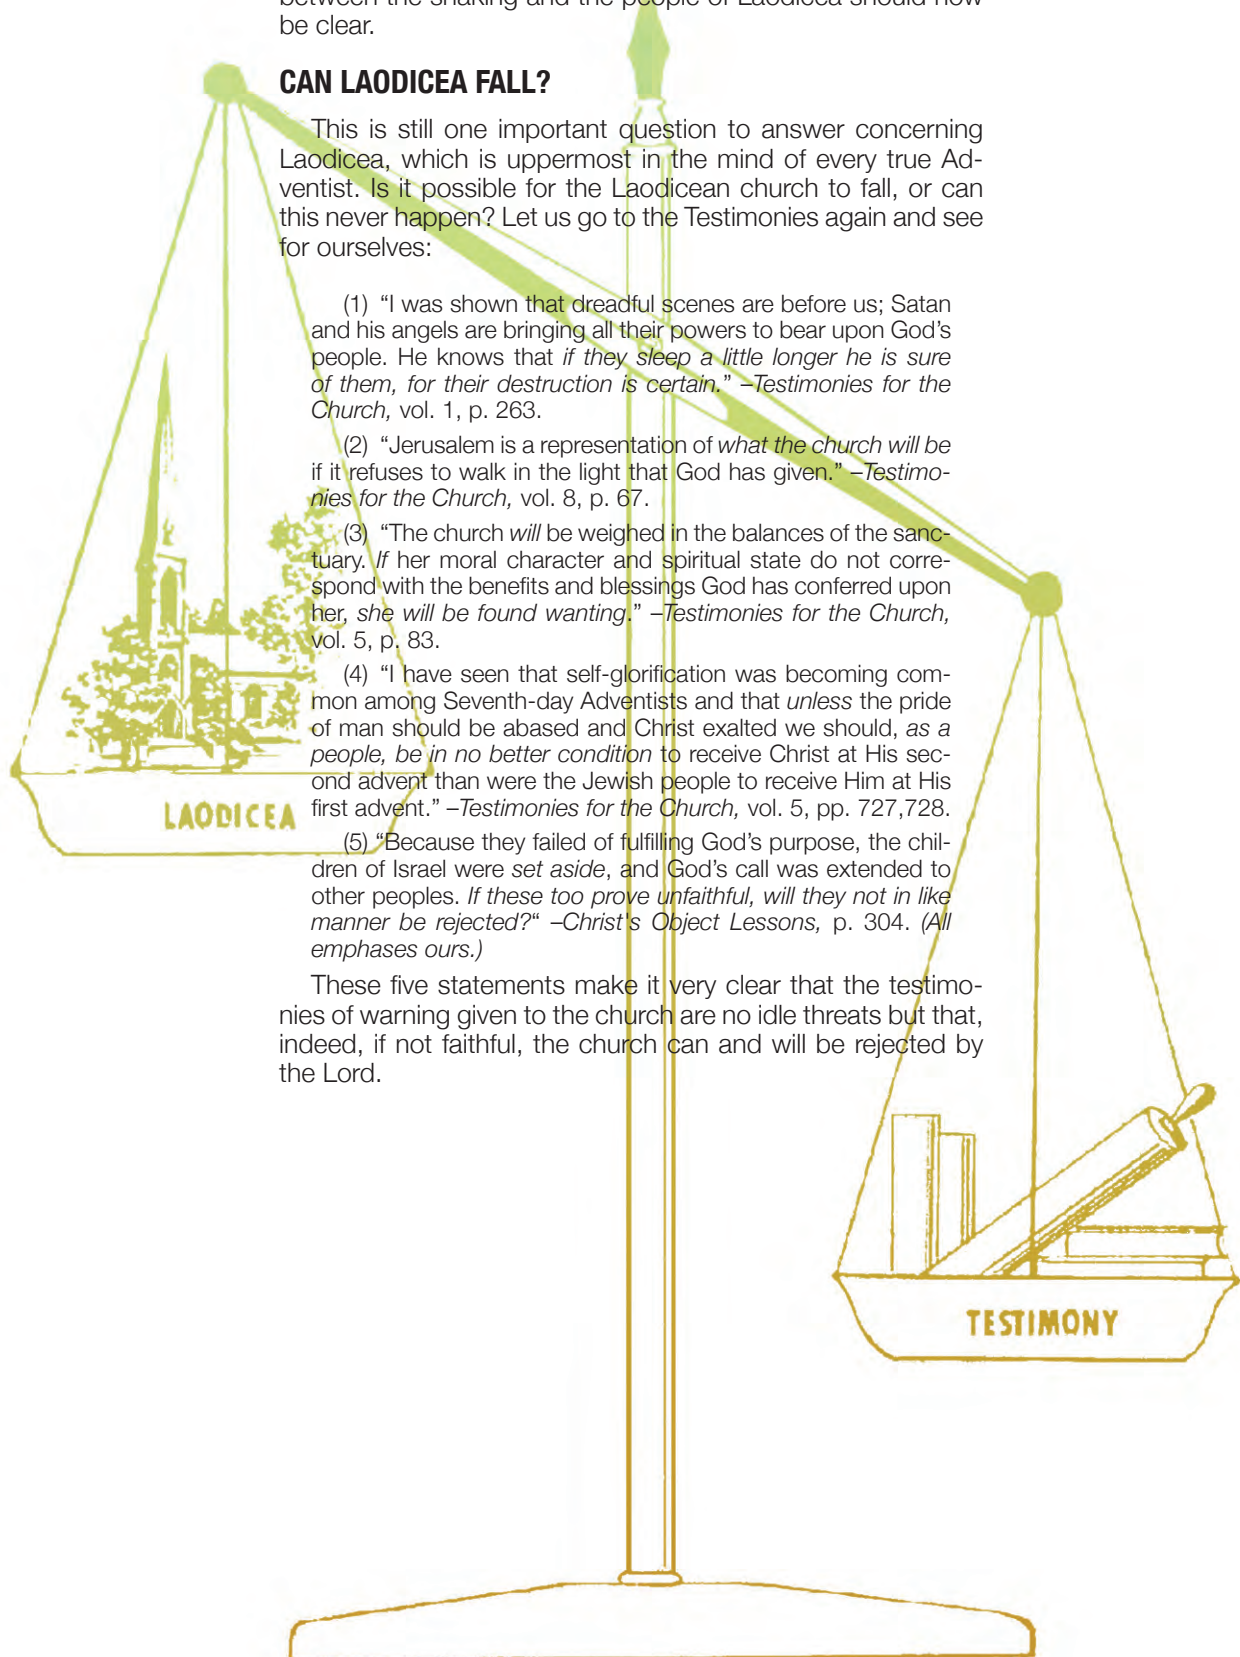 between the shaking and the people of Laodicea should now
be clear.
CAN LAODICEA FALL?
This is still one important question to answer concerning
Laodicea, which is uppermost in the mind of every true Ad-
ventist. Is it possible for the Laodicean church to fall, or can
this never happen? Let us go to the Testimonies again and see
for ourselves:
(1) “I was shown that dreadful scenes are before us; Satan
and his angels are bringing all their powers to bear upon God’s
people. He knows that if they sleep a little longer he is sure
of them, for their destruction is certain.” –Testimonies for the
Church, vol. 1, p. 263.
(2) “Jerusalem is a representation of what the church will be
if it refuses to walk in the light that God has given.” –Testimo-
nies for the Church, vol. 8, p. 67.
(3) “The church will be weighed in the balances of the sanc-
tuary. If her moral character and spiritual state do not corre-
spond with the benefits and blessings God has conferred upon
her, she will be found wanting.” –Testimonies for the Church,
vol. 5, p. 83.
(4) “I have seen that self-glorification was becoming com-
mon among Seventh-day Adventists and that unless the pride
of man should be abased and Christ exalted we should, as a
people, be in no better condition to receive Christ at His sec-
ond advent than were the Jewish people to receive Him at His
first advent.” –Testimonies for the Church, vol. 5, pp. 727,728.
(5) “Because they failed of fulfilling God’s purpose, the chil-
dren of Israel were set aside, and God’s call was extended to
other peoples. If these too prove unfaithful, will they not in like
manner be rejected?“ –Christ's Object Lessons, p. 304. (All
emphases ours.)
These five statements make it very clear that the testimo-
nies of warning given to the church are no idle threats but that,
indeed, if not faithful, the church can and will be rejected by
the Lord.
LAODICEA
TESTIMONY